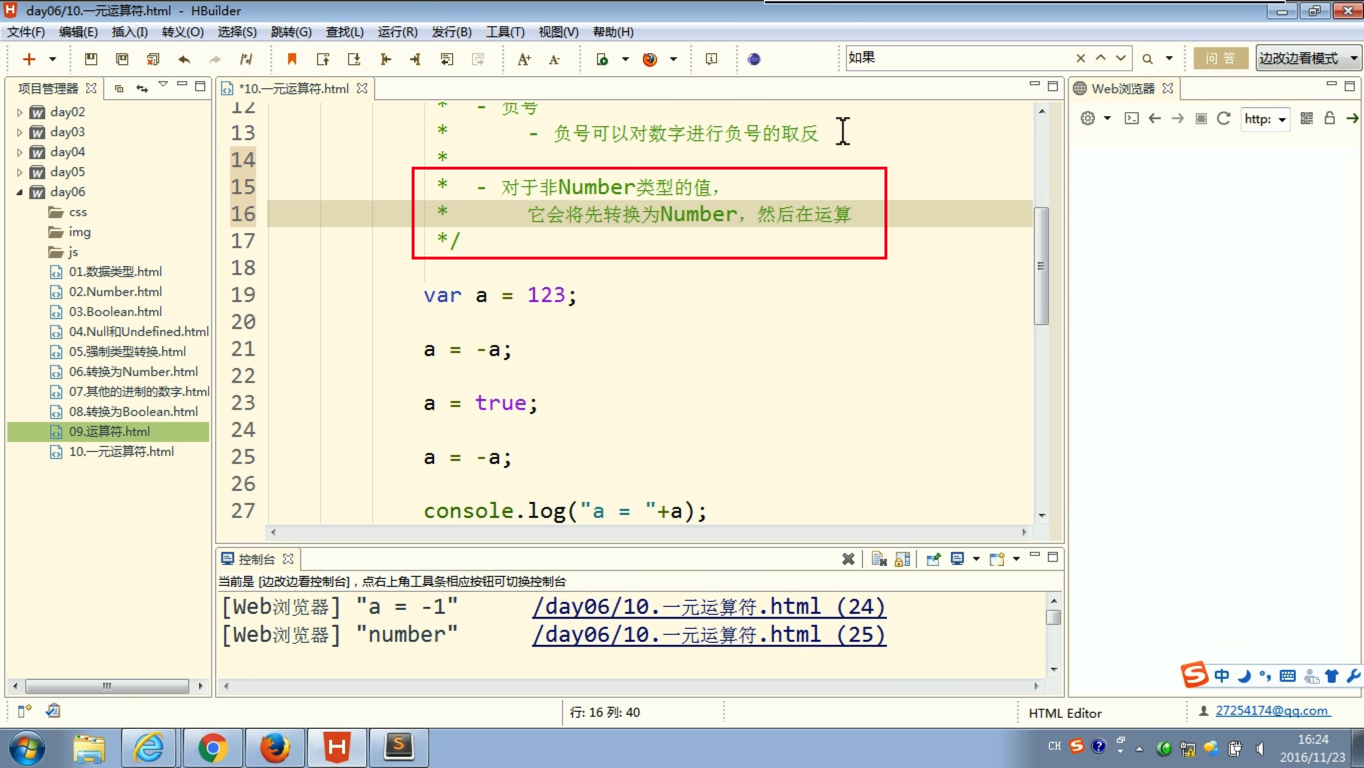 day06/10.一元运算符.html - HBuilder
文件(F) 编辑(E) 插入(I) 转义(O) 选择(S) 跳转(G) 查找(L) 运行(R) 发行(B) 工具(T) 视图(V) 帮助(H)
如果
问 答
边改边看模式
项目管理器
day02
day03
day04
day05
day06
css
img
js
01.数据类型.html
02.Number.html
03.Boolean.html
04.Null和Undefined.html
05.强制类型转换.html
06.转换为Number.html
07.其他的进制的数字.html
08.转换为Boolean.html
09.运算符.html
10.一元运算符.html
*10.一元运算符.html
12 * - 负号
13 * - 负号可以对数字进行负号的取反
14 *
15 * - 对于非Number类型的值，
16 * 它会将先转换为Number，然后在运算
17 */
18
19 var a = 123;
20
21 a = -a;
22
23 a = true;
24
25 a = -a;
26
27 console.log("a = "+a);
Web浏览器
http:
控制台
当前是 [边改边看控制台]，点右上角工具条相应按钮可切换控制台
[Web浏览器] "a = -1" /day06/10.一元运算符.html (24)
[Web浏览器] "number" /day06/10.一元运算符.html (25)
中
行: 16 列: 40
HTML Editor
27254174@qq.com
CH
16:24
2016/11/23